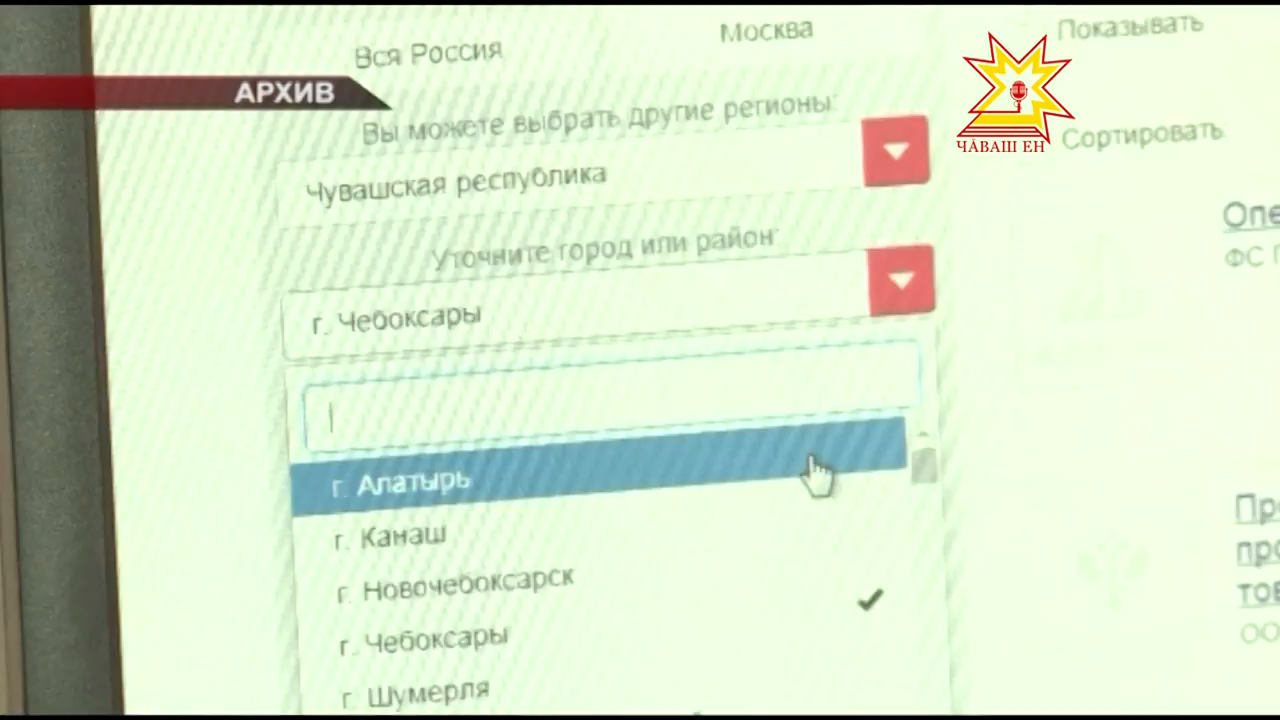 Вся Россия
Москва
Показывать
АРХИВ
Вы можете выбрать другие регионы:
ЧӐВАШ ЕН
Сортировать
Чувашская республика
Уточните город или район:
г. Чебоксары
г. Алатырь
г. Канаш
г. Новочебоксарск
г. Чебоксары
г. Шумерля